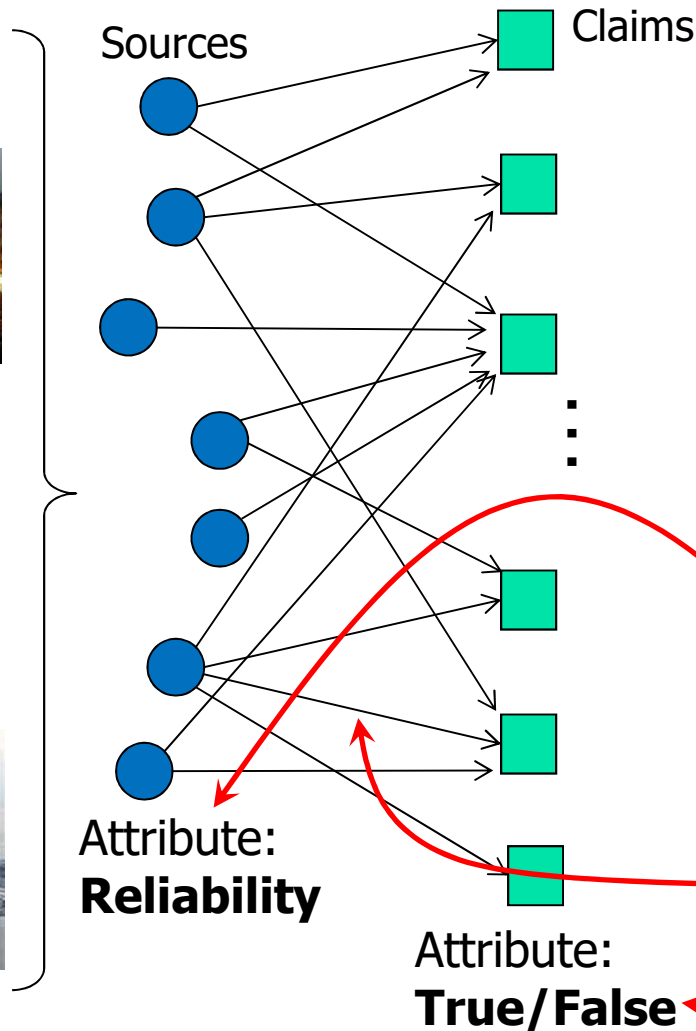 Sources
Claims
Attribute:
Reliability
Attribute:
True/False